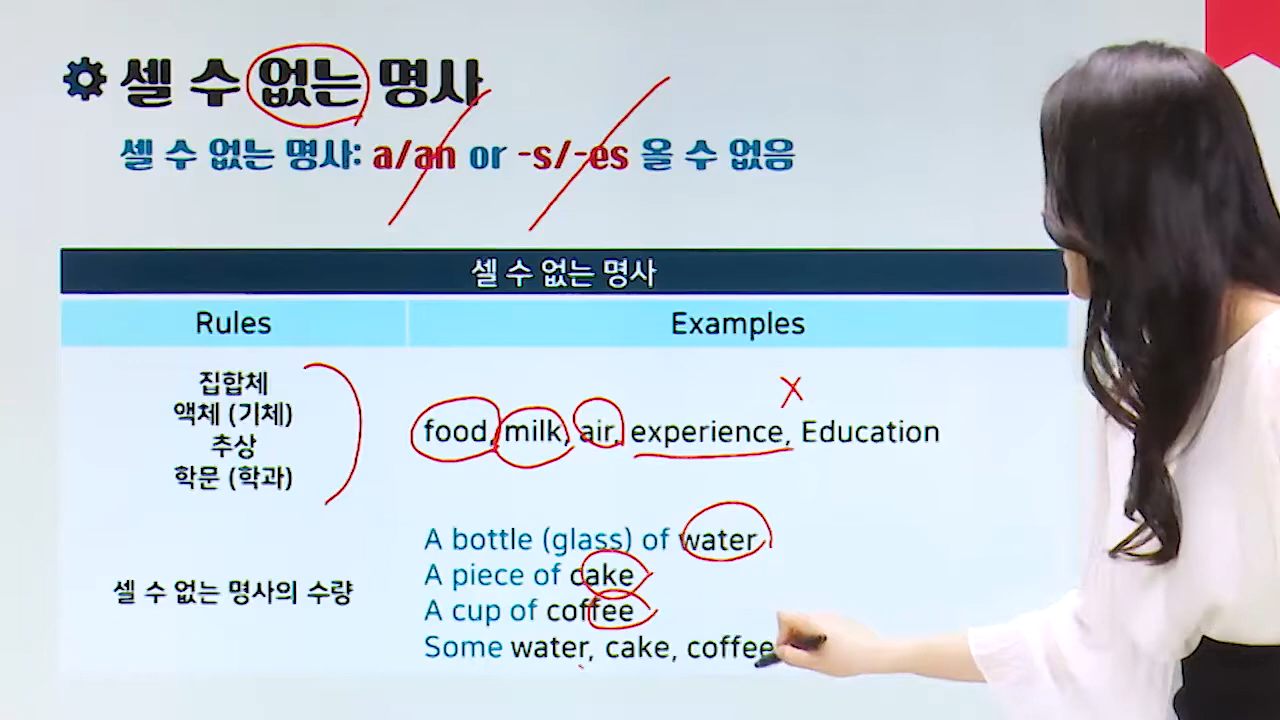 셀 수 없는 명사
셀 수 없는 명사: a/an or -s/-es 올 수 없음
셀 수 없는 명사
Rules
Examples
집합체
액체 (기체)
추상
학문 (학과)
food, milk, air, experience, Education
X
셀 수 없는 명사의 수량
A bottle (glass) of water
A piece of cake
A cup of coffee
Some water, cake, coffee